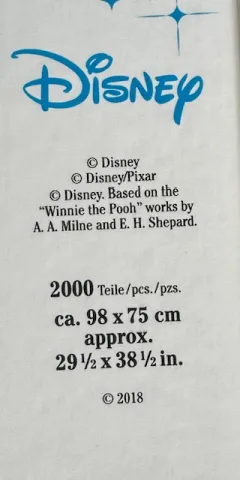 Disney
© Disney
© Disney/Pixar
© Disney. Based on the
“Winnie the Pooh” works by
A. A. Milne and E. H. Shepard.
2000 Teile/pcs./pzs.
ca. 98 x 75 cm
approx.
29 ½ x 38 ½ in.
© 2018